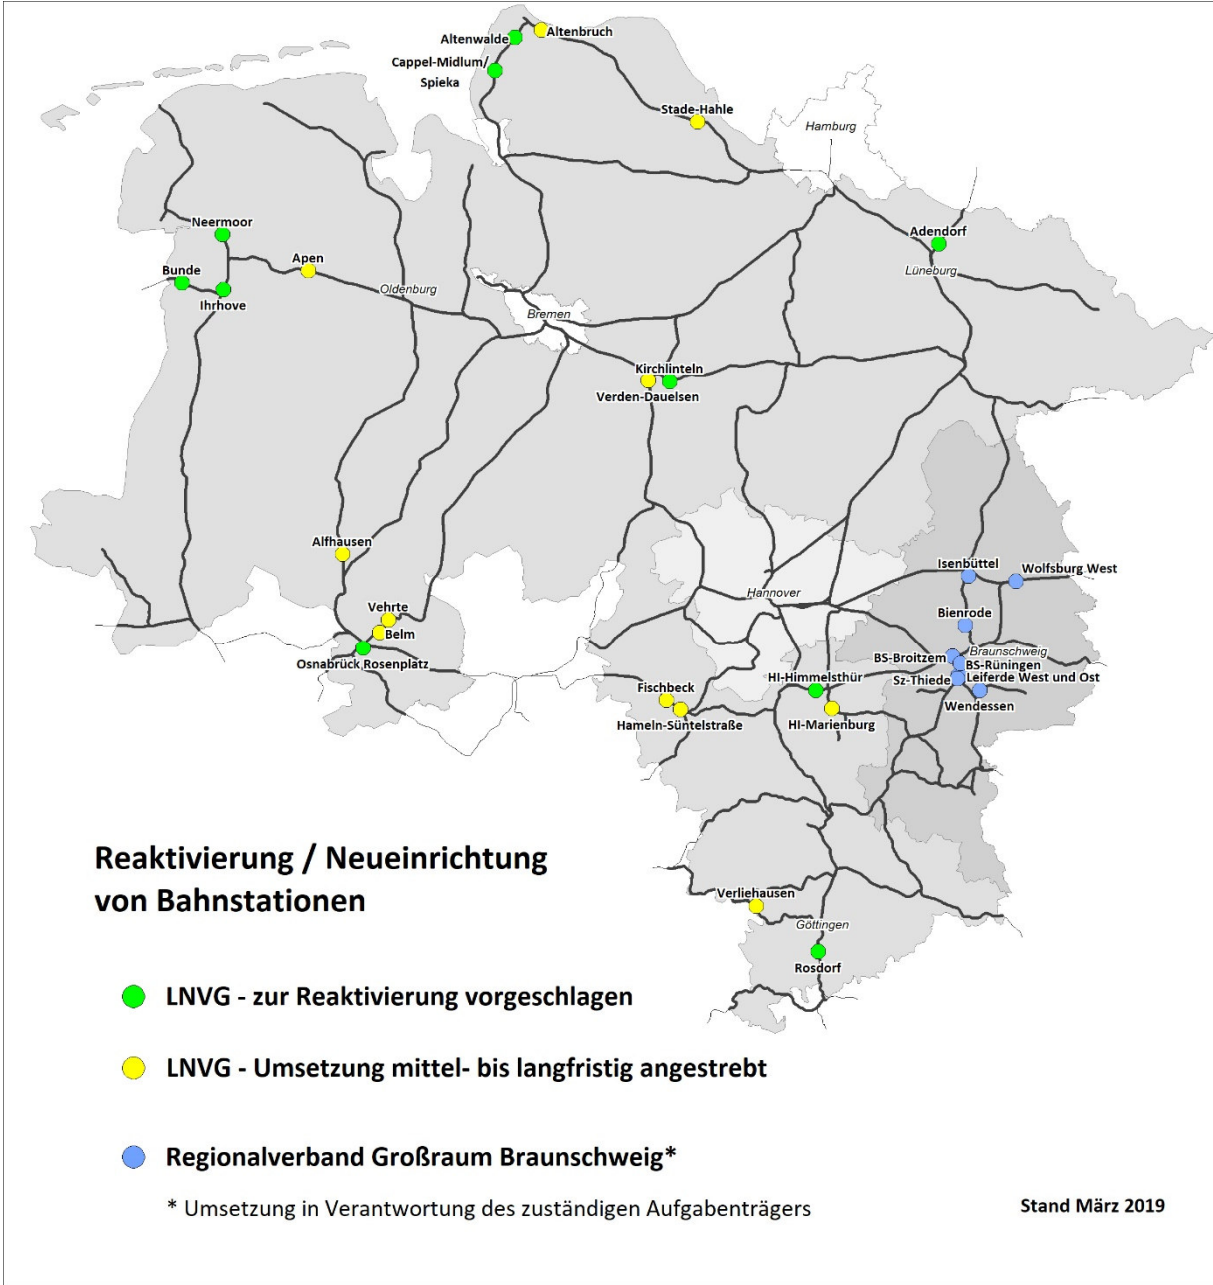 Altenbruch
Altenwalde
Cappel-Midlum/
Spieka
Stade-Hahle
Hamburg
Neermoor
Adendorf
Apen
Bunde
Lüneburg
Oldenburg
Ihrhove
Bremen
Kirchlinteln
Verden-Dauelsen
Alfhausen
Isenbüttel
Wolfsburg West
Hannover
Vehrte
Bienrode
Belm
Braunschweig
BS-Broitzem
Osnabrück Rosenplatz
BS-Rüningen
HI-Himmelsthür
Sz-Thiede
Leiferde West und Ost
Fischbeck
Wendessen
Hameln-Süntelstraße
HI-Marienburg
Reaktivierung / Neueinrichtung
von Bahnstationen
Verliehausen
Göttingen
Rosdorf
LNVG - zur Reaktivierung vorgeschlagen
LNVG - Umsetzung mittel- bis langfristig angestrebt
Regionalverband Großraum Braunschweig*
* Umsetzung in Verantwortung des zuständigen Aufgabenträgers
Stand März 2019